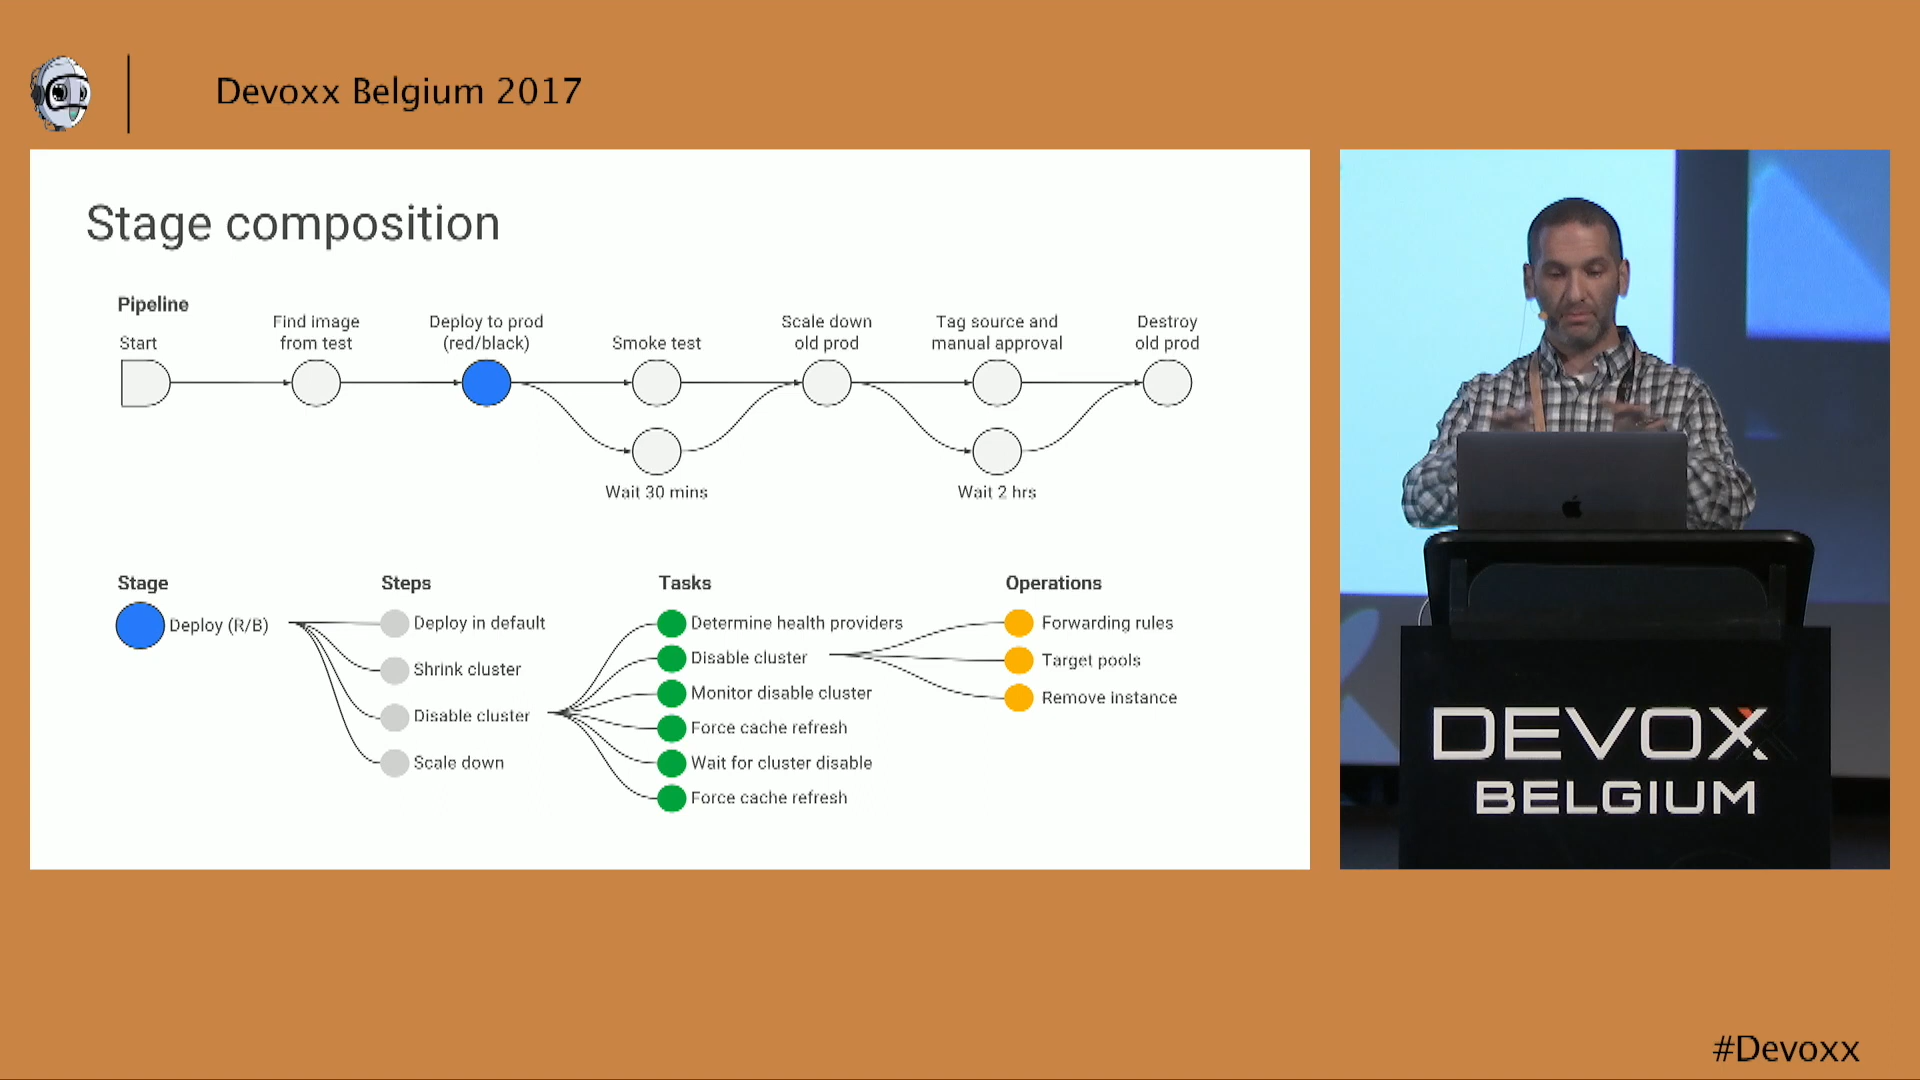 Devoxx Belgium 2017
Stage composition
Pipeline
Start
Find image
from test
Deploy to prod
(red/black)
Smoke test
Scale down
old prod
Tag source and
manual approval
Destroy
old prod
Wait 30 mins
Wait 2 hrs
Stage
Deploy (R/B)
Steps
Deploy in default
Shrink cluster
Disable cluster
Scale down
Tasks
Determine health providers
Disable cluster
Monitor disable cluster
Force cache refresh
Wait for cluster disable
Force cache refresh
Operations
Forwarding rules
Target pools
Remove instance
DEVOXX
BELGIUM
#Devoxx